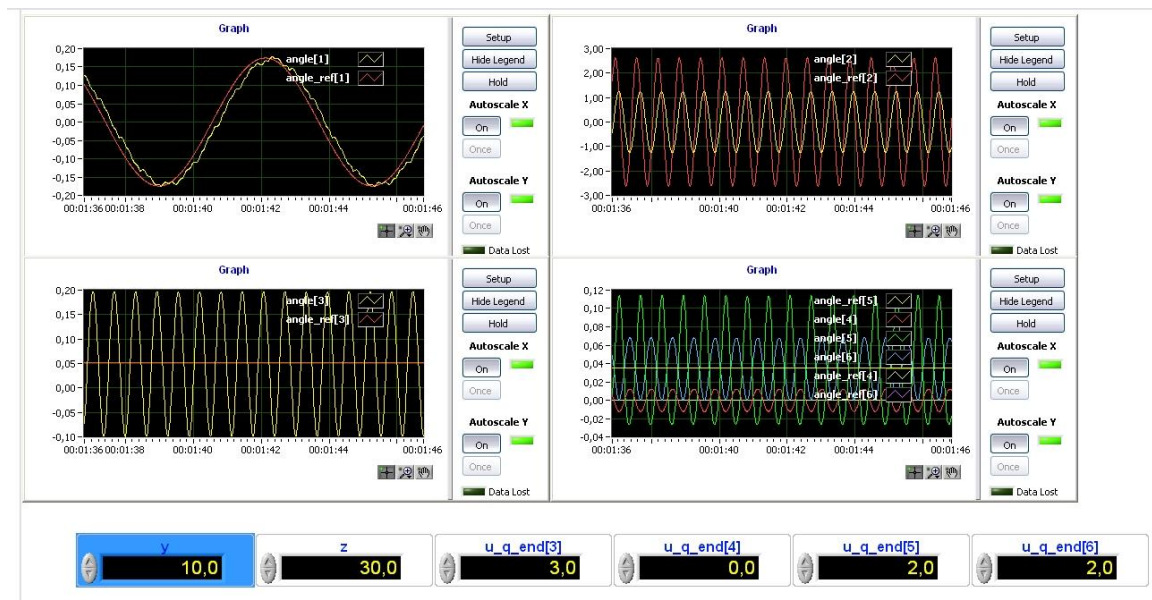 Graph
0,20
0,15
0,10
0,05
0,00
-0,05
-0,10
-0,15
-0,20
angle[1]
angle_ref[1]
00:01:36 00:01:38 00:01:40 00:01:42 00:01:44 00:01:46
Setup
Hide Legend
Hold
Autoscale X
On
Once
Autoscale Y
On
Once
Data Lost
Graph
3,00
2,00
1,00
0,00
-1,00
-2,00
-3,00
angle[2]
angle_ref[2]
00:01:36 00:01:40 00:01:42 00:01:44 00:01:46
Setup
Hide Legend
Hold
Autoscale X
On
Once
Autoscale Y
On
Once
Data Lost
Graph
0,20
0,15
0,10
0,05
0,00
-0,05
-0,10
angle[3]
angle_ref[3]
00:01:36 00:01:38 00:01:40 00:01:42 00:01:44 00:01:46
Setup
Hide Legend
Hold
Autoscale X
On
Once
Autoscale Y
On
Once
Data Lost
Graph
0,12
0,10
0,08
0,06
0,04
0,02
0,00
-0,02
-0,04
angle_ref[5]
angle[4]
angle[5]
angle[6]
angle_ref[4]
angle_ref[6]
00:01:36 00:01:40 00:01:42 00:01:44 00:01:46
Setup
Hide Legend
Hold
Autoscale X
On
Once
Autoscale Y
On
Once
Data Lost
y z u_q_end[3] u_q_end[4] u_q_end[5] u_q_end[6]
10,0 30,0 3,0 0,0 2,0 2,0